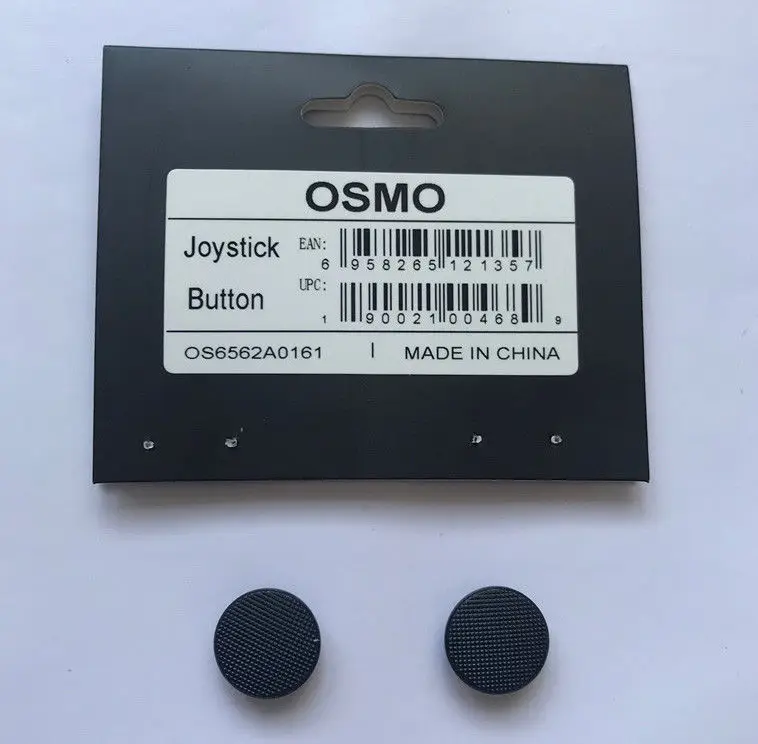 OSMO
Joystick
EAN:
6 958265 121357
Button
UPC:
1 90021 00468 9
OS6562A0161 | MADE IN CHINA